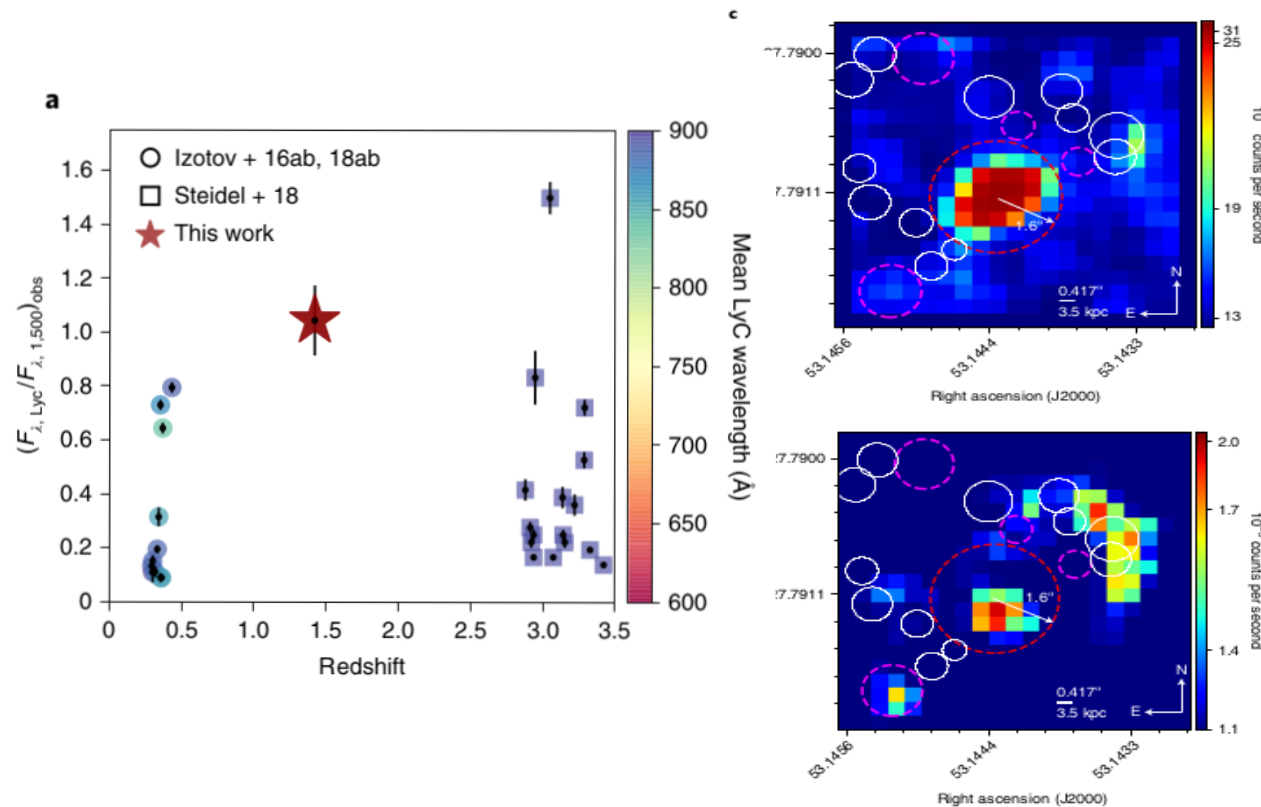 a
Izotov + 16ab, 18ab
Steidel + 18
This work
(Fλ, Lyc/Fλ, 1,500)obs
1.6
1.4
1.2
1.0
0.8
0.6
0.4
0.2
0
0 0.5 1.0 1.5 2.0 2.5 3.0 3.5
Redshift
900
850
800
750
700
650
600
Mean LyC wavelength (Å)
c
7.7900
7.7911
1.6"
0.417"
3.5 kpc
N
E
53.1456 53.1444 53.1433
Right ascension (J2000)
31
25
19
13
counts per second
27.7900
27.7911
1.6"
0.417"
3.5 kpc
N
E
53.1456 53.1444 53.1433
Right ascension (J2000)
2.0
1.7
1.4
1.1
counts per second